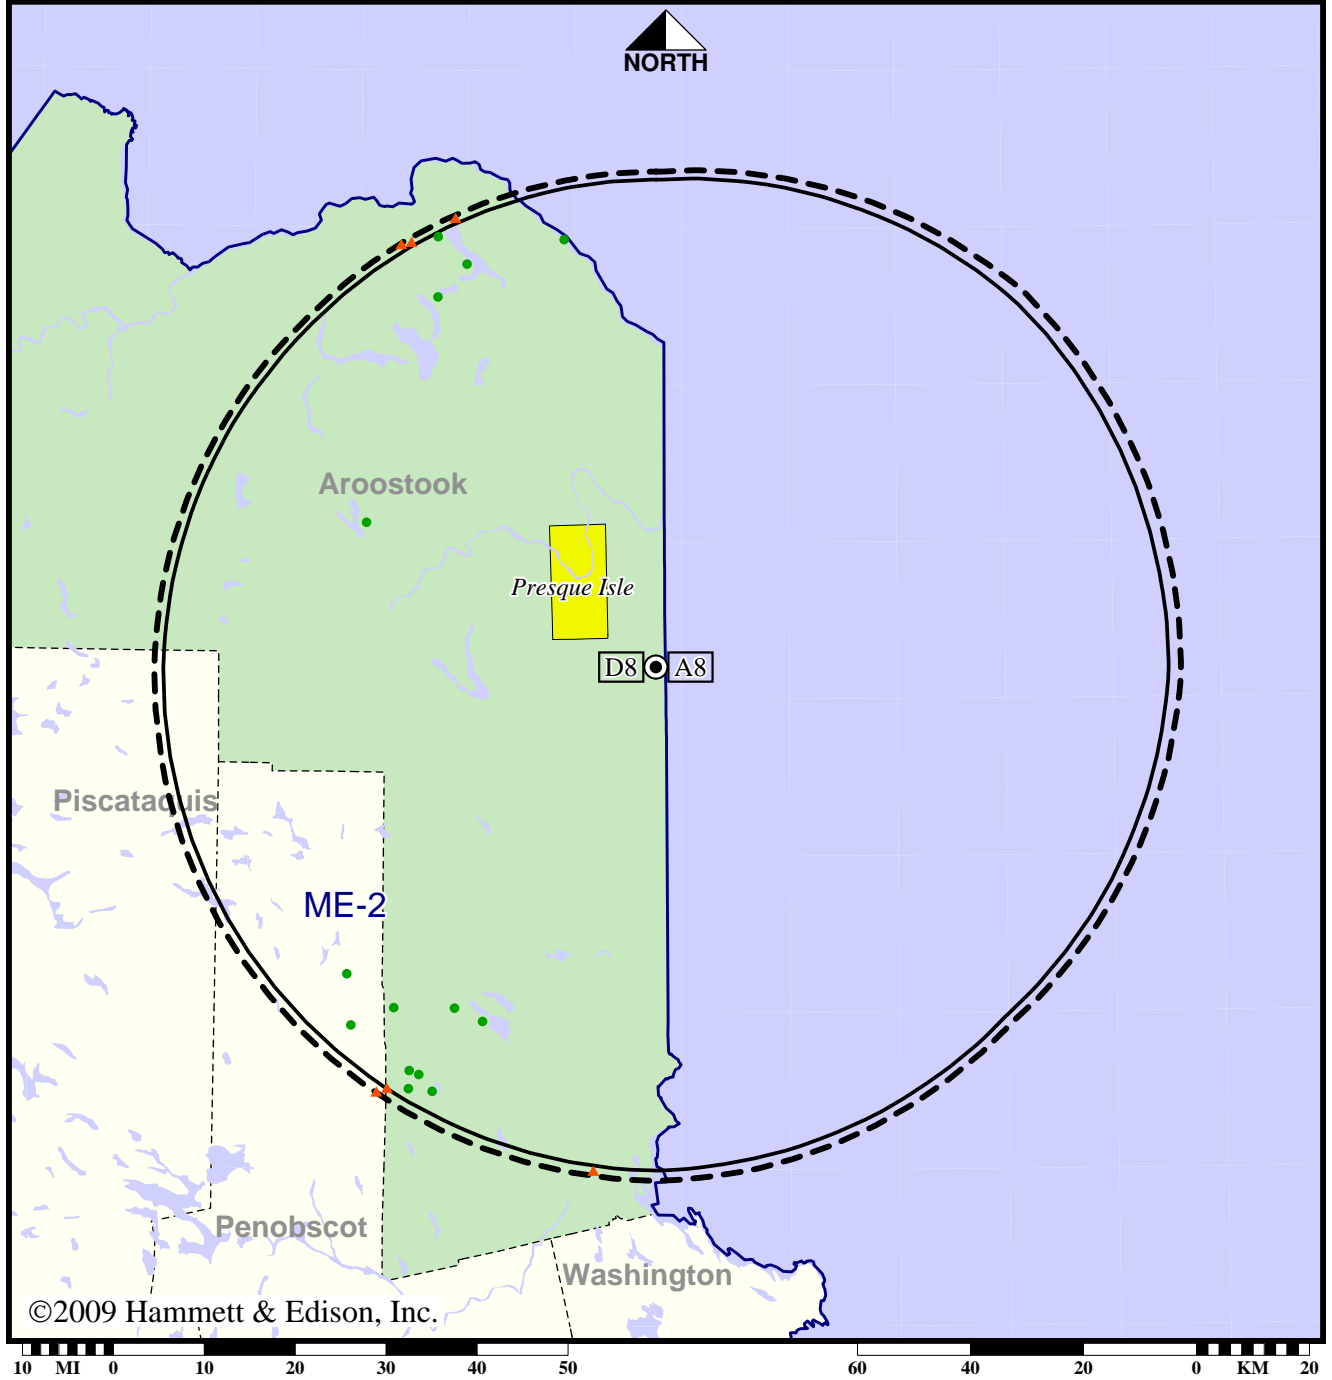 NORTH
Aroostook
Presque Isle
D8 A8
Piscataquis
ME-2
Penobscot
Washington
©2009 Hammett & Edison, Inc.
10 MI 0 10 20 30 40 50 60 40 20 0 KM 20